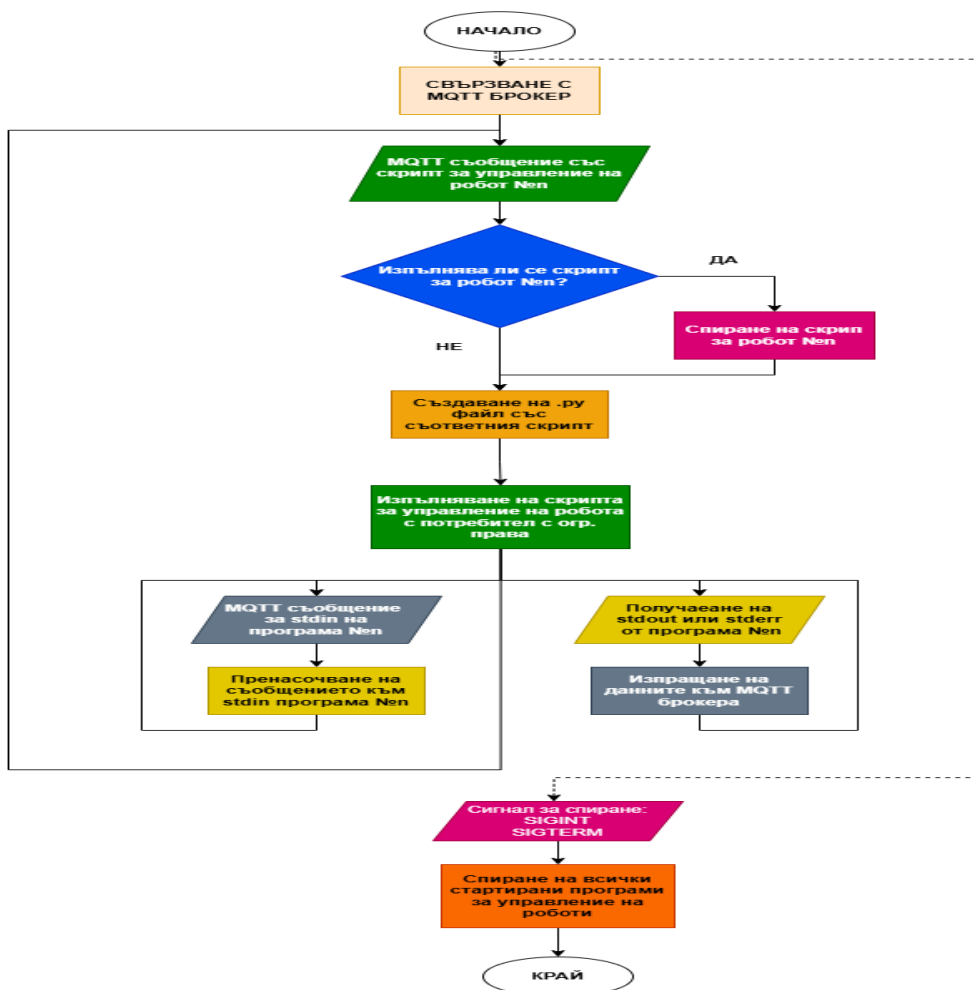 НАЧАЛО
СВЪРЗВАНЕ С
MQTT БРОКЕР
MQTT съобщение със
скрипт за управление на
робот №n
Изпълнява ли се скрипт
за робот №n?
ДА
Спиране на скрип
за робот №n
НЕ
Създаване на .py
файл със
съответния скрипт
Изпълняване на скрипта
за управление на робота
с потребител с огр.
права
MQTT съобщение
за stdin на
програма №n
Пренасочване на
съобщението към
stdin програма №n
Получаеане на
stdout или stderr
от програма №n
Изпращане на
данните към MQTT
брокера
Сигнал за спиране:
SIGINT
SIGTERM
Спиране на всички
стартирани програми
за управление на
роботи
КРАЙ